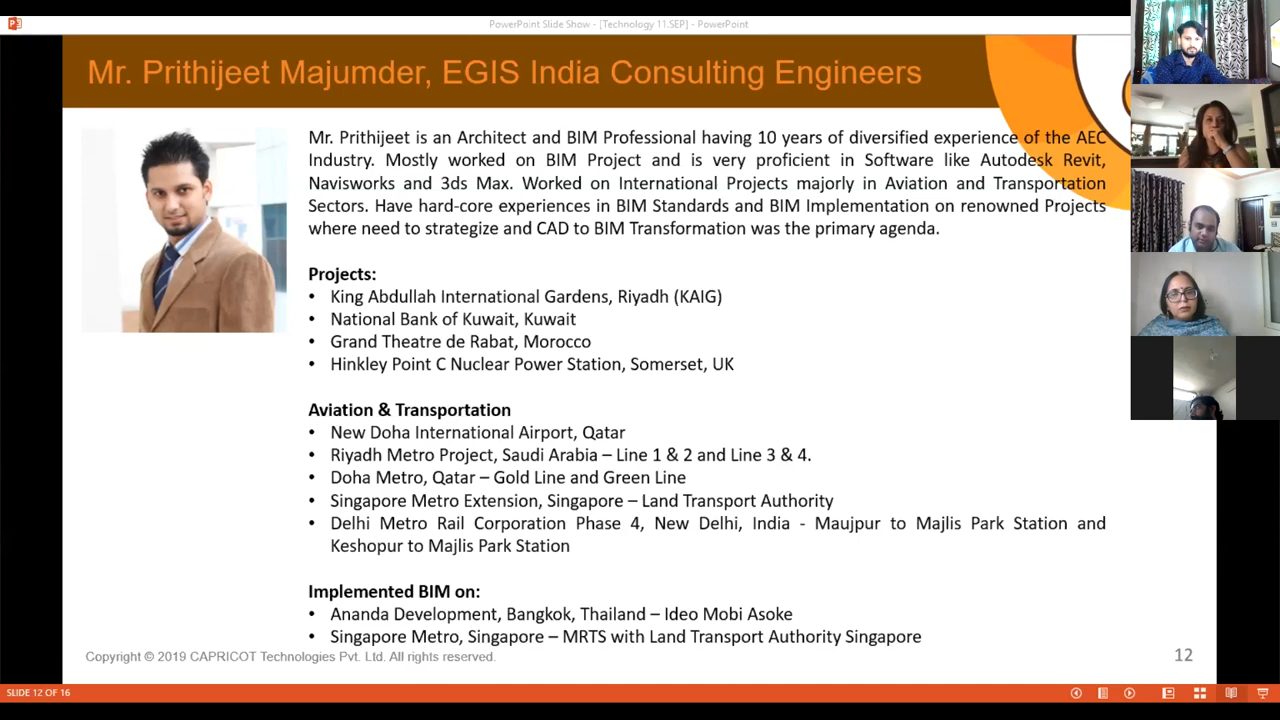 PowerPoint Slide Show - [Technology 11.SEP] - PowerPoint
Mr. Prithijeet Majumder, EGIS India Consulting Engineers
Mr. Prithijeet is an Architect and BIM Professional having 10 years of diversified experience of the AEC
Industry. Mostly worked on BIM Project and is very proficient in Software like Autodesk Revit,
Navisworks and 3ds Max. Worked on International Projects majorly in Aviation and Transportation
Sectors. Have hard-core experiences in BIM Standards and BIM Implementation on renowned Projects
where need to strategize and CAD to BIM Transformation was the primary agenda.
Projects:
• King Abdullah International Gardens, Riyadh (KAIG)
• National Bank of Kuwait, Kuwait
• Grand Theatre de Rabat, Morocco
• Hinkley Point C Nuclear Power Station, Somerset, UK
Aviation & Transportation
• New Doha International Airport, Qatar
• Riyadh Metro Project, Saudi Arabia – Line 1 & 2 and Line 3 & 4.
• Doha Metro, Qatar – Gold Line and Green Line
• Singapore Metro Extension, Singapore – Land Transport Authority
• Delhi Metro Rail Corporation Phase 4, New Delhi, India - Maujpur to Majlis Park Station and
Keshopur to Majlis Park Station
Implemented BIM on:
• Ananda Development, Bangkok, Thailand – Ideo Mobi Asoke
• Singapore Metro, Singapore – MRTS with Land Transport Authority Singapore
Copyright © 2019 CAPRICOT Technologies Pvt. Ltd. All rights reserved.
12
SLIDE 12 OF 16